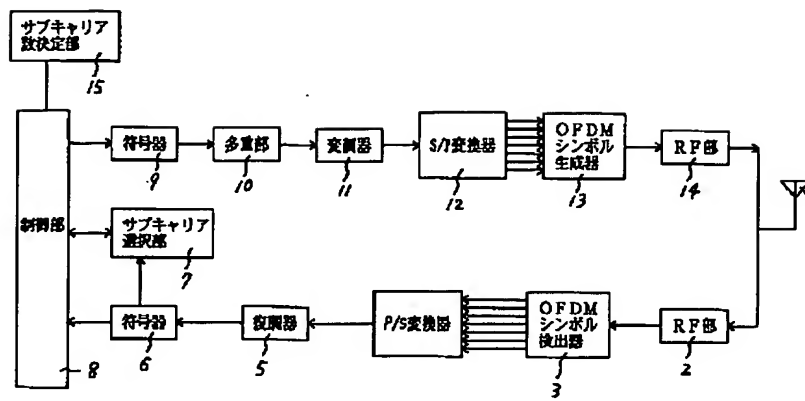 サブキャリア
数決定部
15
符号器
9
多重部
10
変調器
11
S/P変換器
12
OFDM
シンボル
生成器
13
RF部
14
制御部
8
サブキャリア
選択部
7
符号器
6
復調器
5
P/S変換器
OFDM
シンボル
検出器
3
RF部
2